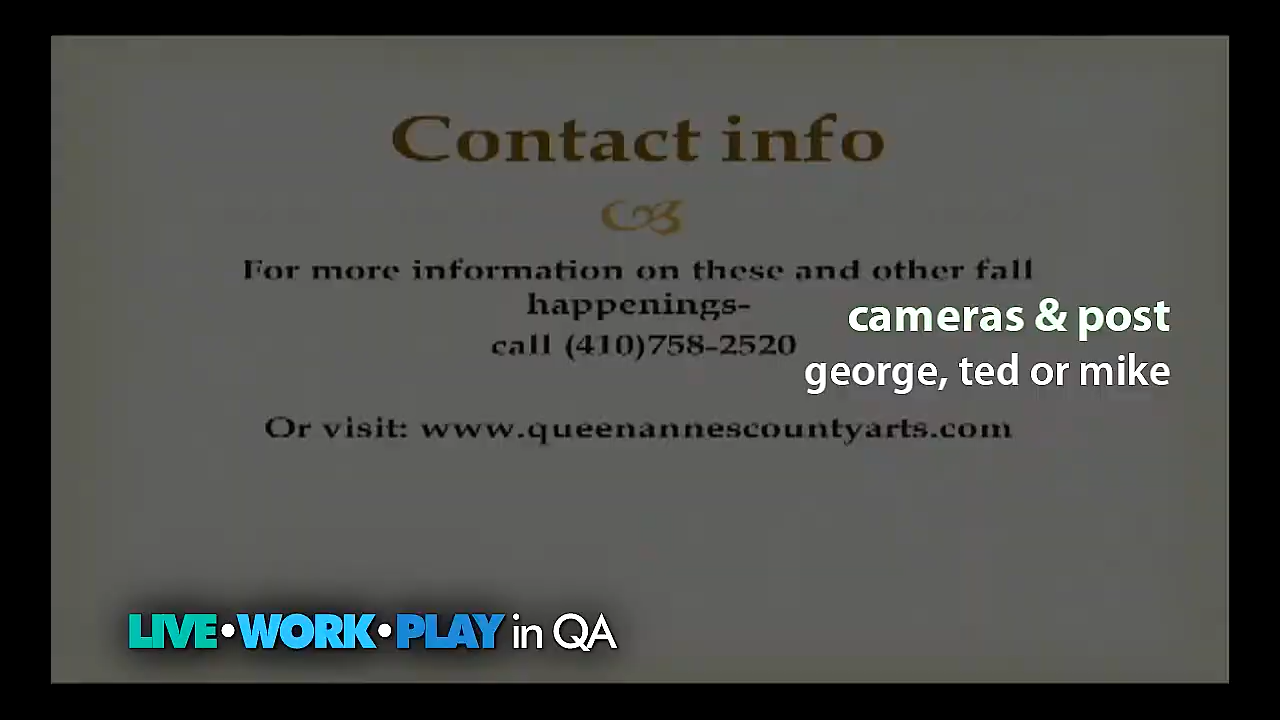 Contact info
For more information on these and other fall
happenings-
cameras & post
call (410)758-2520
george, ted or mike
Or visit: www.queenannescountyarts.com
LIVE•WORK•PLAY in QA